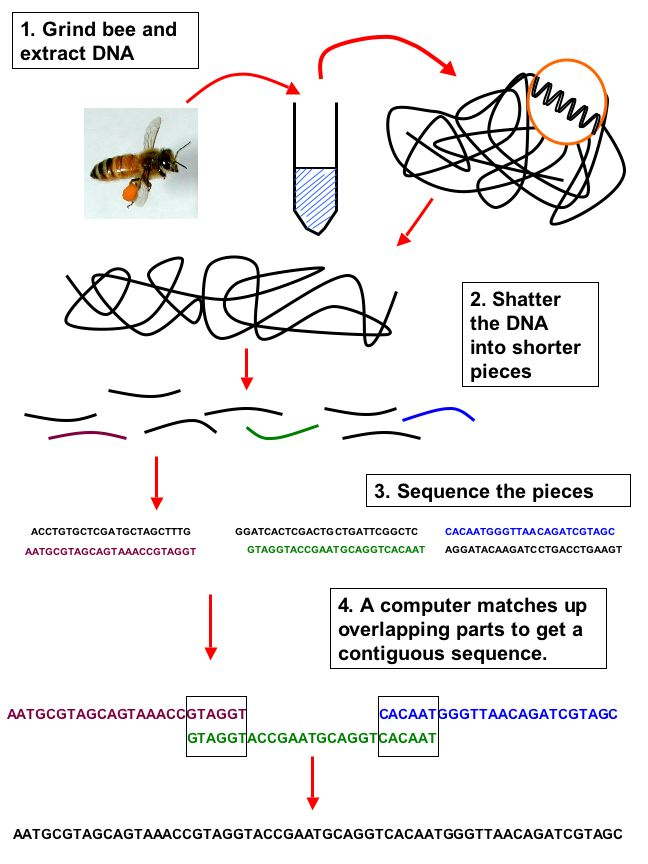 1. Grind bee and
extract DNA
2. Shatter
the DNA
into shorter
pieces
3. Sequence the pieces
ACCTGTGCTCGATGCTAGCTTTG
GGATCACTCGACTGCTGATTCGGCTC
CACAATGGGTTAACAGATCGTAGC
AATGCGTAGCAGTAAACCGTAGGT
GTAGGTACCGAATGCAGGTCACAAT
AGGATACAAGATCCTGACCTGAAGT
4. A computer matches up
overlapping parts to get a
contiguous sequence.
AATGCGTAGCAGTAAACCGTAGGT
CACAATGGGTTAACAGATCGTAGC
GTAGGTACCGAATGCAGGTCACAAT
AATGCGTAGCAGTAAACCGTAGGTACCGAATGCAGGTCACAATGGGTTAACAGATCGTAGC